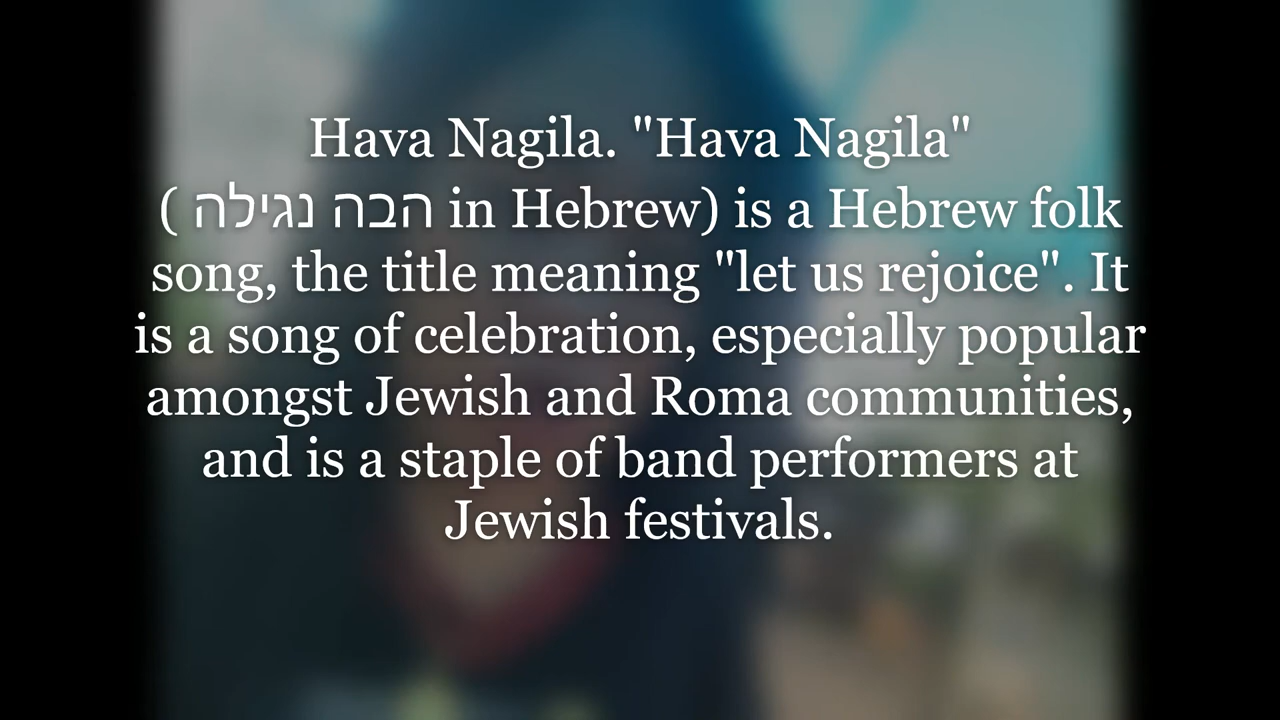 Hava Nagila. "Hava Nagila"
( הבה נגילה in Hebrew) is a Hebrew folk
song, the title meaning "let us rejoice". It
is a song of celebration, especially popular
amongst Jewish and Roma communities,
and is a staple of band performers at
Jewish festivals.